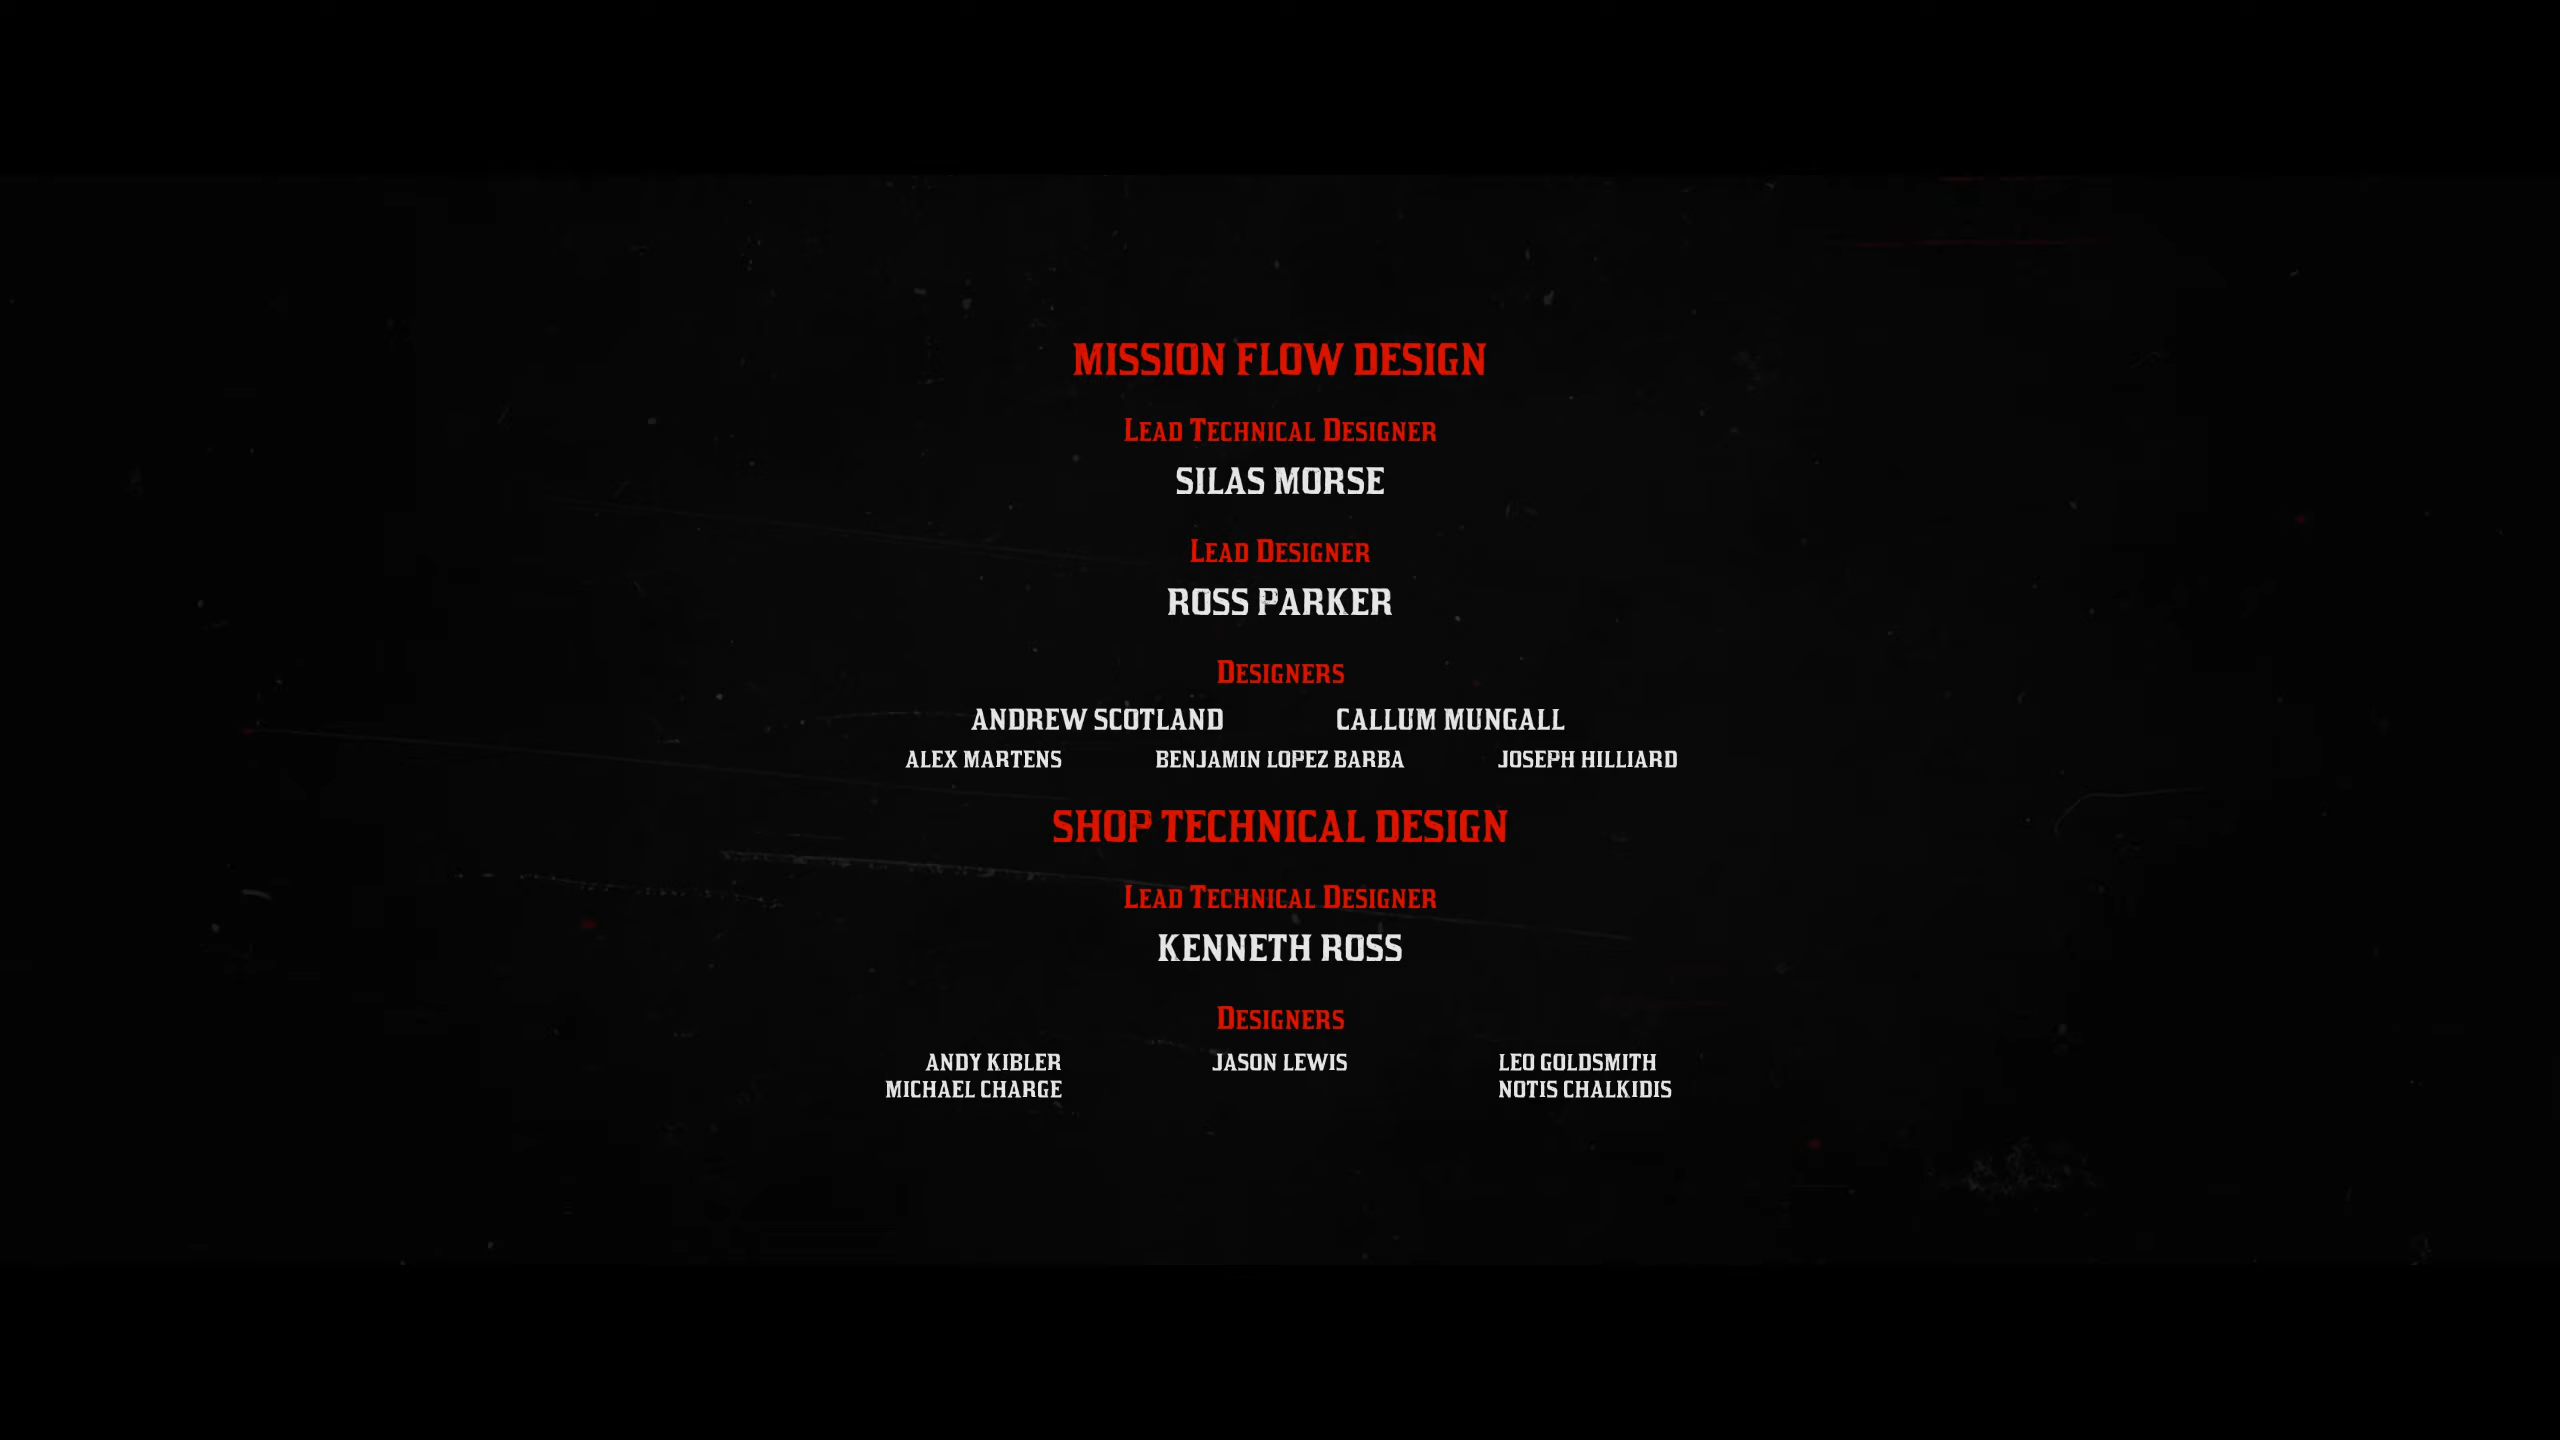 MISSION FLOW DESIGN
LEAD TECHNICAL DESIGNER
SILAS MORSE
LEAD DESIGNER
ROSS PARKER
DESIGNERS
ANDREW SCOTLAND CALLUM MUNGALL
ALEX MARTENS BENJAMIN LOPEZ BARBA JOSEPH HILLIARD
SHOP TECHNICAL DESIGN
LEAD TECHNICAL DESIGNER
KENNETH ROSS
DESIGNERS
ANDY KIBLER JASON LEWIS LEO GOLDSMITH
MICHAEL CHARGE NOTIS CHALKIDIS